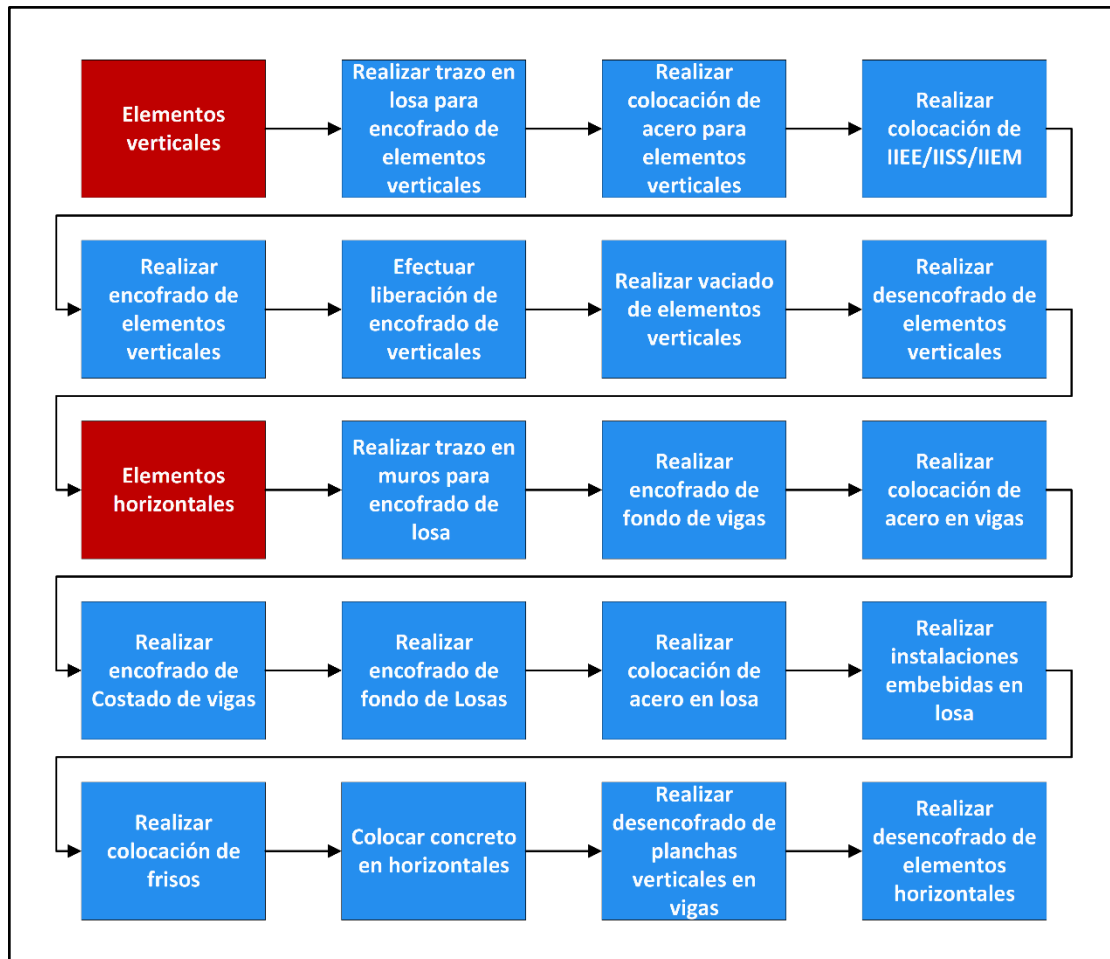 Elementos
verticales
Realizar trazo en
losa para
encofrado de
elementos
verticales
Realizar
colocación de
acero para
elementos
verticales
Realizar
colocación de
IIEE/IISS/IIEM
Realizar
encofrado de
elementos
verticales
Efectuar
liberación de
encofrado de
verticales
Realizar vaciado
de elementos
verticales
Realizar
desencofrado de
elementos
verticales
Elementos
horizontales
Realizar trazo en
muros para
encofrado de
losa
Realizar
encofrado de
fondo de vigas
Realizar
colocación de
acero en vigas
Realizar
encofrado de
Costado de vigas
Realizar
encofrado de
fondo de Losas
Realizar
colocación de
acero en losa
Realizar
instalaciones
embebidas en
losa
Realizar
colocación de
frisos
Colocar concreto
en horizontales
Realizar
desencofrado de
planchas
verticales en
vigas
Realizar
desencofrado de
elementos
horizontales